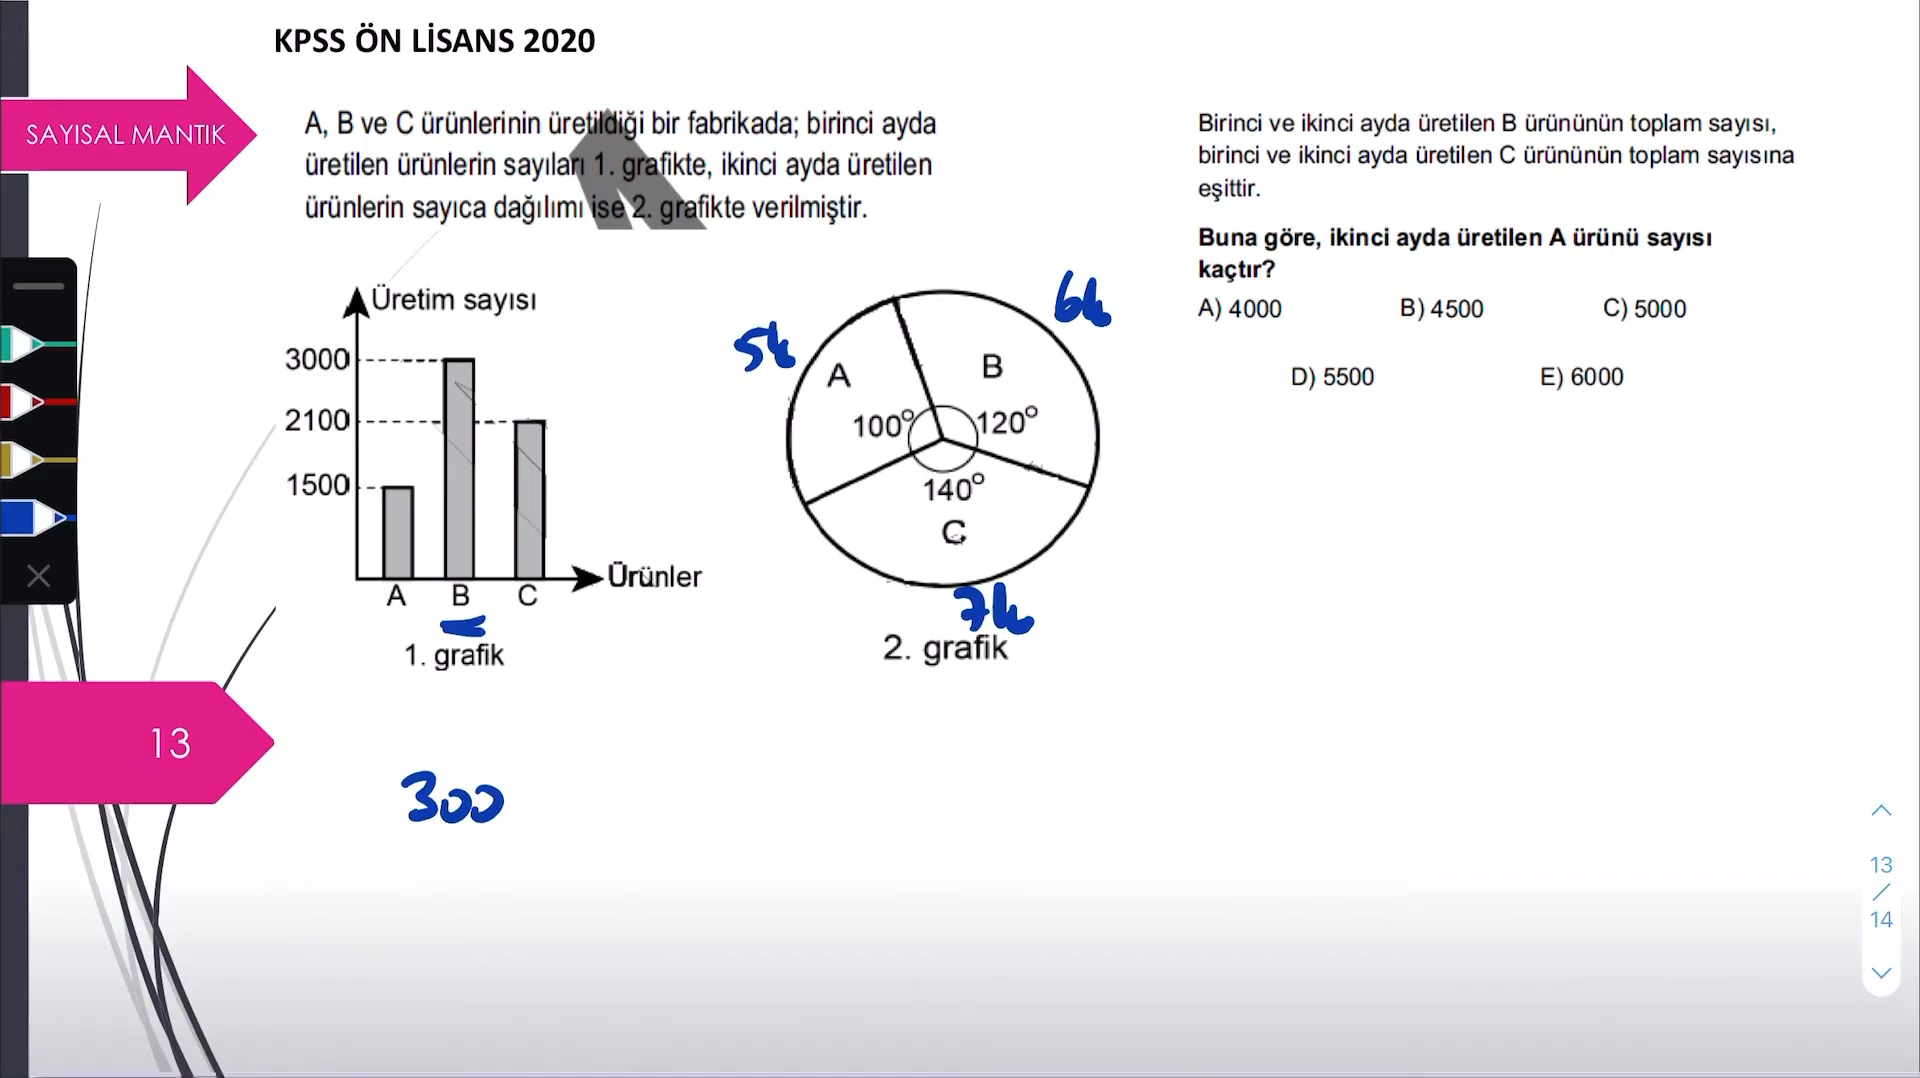 KPSS ÖN LİSANS 2020
SAYISAL MANTIK
A, B ve C ürünlerinin üretildiği bir fabrikada; birinci ayda
üretilen ürünlerin sayıları 1. grafikte, ikinci ayda üretilen
ürünlerin sayıca dağılımı ise 2. grafikte verilmiştir.
Üretim sayısı
3000
2100
1500
A B C
Ürünler
1. grafik
5k
6k
A
B
100°
120°
140°
C
7k
2. grafik
Birinci ve ikinci ayda üretilen B ürününün toplam sayısı,
birinci ve ikinci ayda üretilen C ürününün toplam sayısına
eşittir.
Buna göre, ikinci ayda üretilen A ürünü sayısı
kaçtır?
A) 4000 B) 4500 C) 5000
D) 5500 E) 6000
13
300
13
/
14